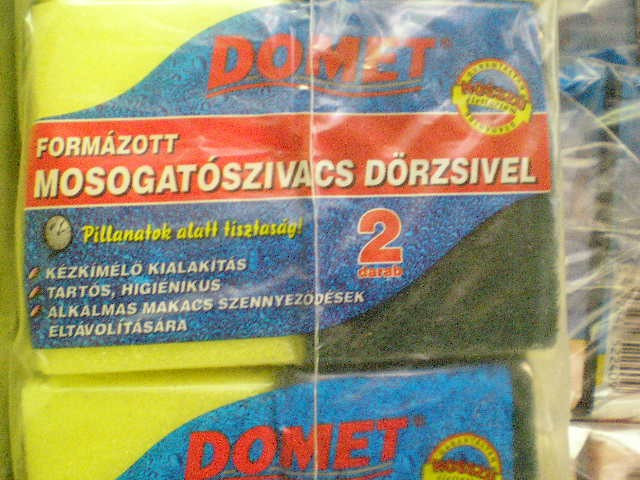 DOMET
FORMÁZOTT
MOSOGATÓSZIVACS DÖRZSIVEL
Pillanatok alatt tisztaság!
2
darab
KÉZKÍMÉLŐ KIALAKÍTÁS
TARTÓS, HIGIÉNIKUS
ALKALMAS MAKACS SZENNYEZŐDÉSEK
ELTÁVOLÍTÁSÁRA
DOMET